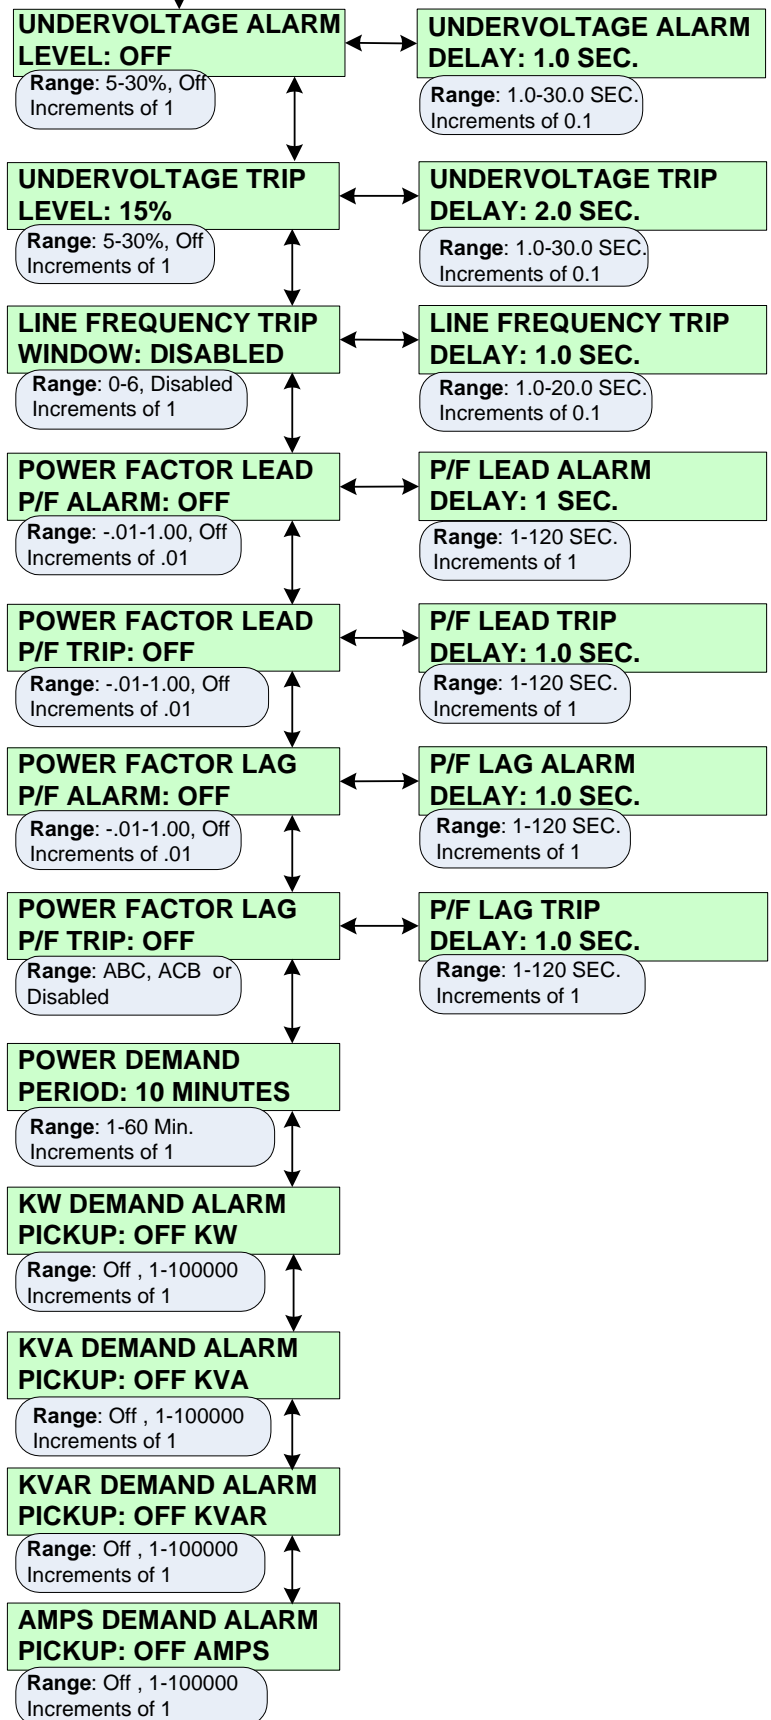 UNDERVOLTAGE ALARM
LEVEL: OFF
Range: 5-30%, Off
Increments of 1
UNDERVOLTAGE ALARM
DELAY: 1.0 SEC.
Range: 1.0-30.0 SEC.
Increments of 0.1
UNDERVOLTAGE TRIP
LEVEL: 15%
Range: 5-30%, Off
Increments of 1
UNDERVOLTAGE TRIP
DELAY: 2.0 SEC.
Range: 1.0-30.0 SEC.
Increments of 0.1
LINE FREQUENCY TRIP
WINDOW: DISABLED
Range: 0-6, Disabled
Increments of 1
LINE FREQUENCY TRIP
DELAY: 1.0 SEC.
Range: 1.0-20.0 SEC.
Increments of 0.1
POWER FACTOR LEAD
P/F ALARM: OFF
Range: -.01-1.00, Off
Increments of .01
P/F LEAD ALARM
DELAY: 1 SEC.
Range: 1-120 SEC.
Increments of 1
POWER FACTOR LEAD
P/F TRIP: OFF
Range: -.01-1.00, Off
Increments of .01
P/F LEAD TRIP
DELAY: 1.0 SEC.
Range: 1-120 SEC.
Increments of 1
POWER FACTOR LAG
P/F ALARM: OFF
Range: -.01-1.00, Off
Increments of .01
P/F LAG ALARM
DELAY: 1.0 SEC.
Range: 1-120 SEC.
Increments of 1
POWER FACTOR LAG
P/F TRIP: OFF
Range: ABC, ACB or
Disabled
P/F LAG TRIP
DELAY: 1.0 SEC.
Range: 1-120 SEC.
Increments of 1
POWER DEMAND
PERIOD: 10 MINUTES
Range: 1-60 Min.
Increments of 1
KW DEMAND ALARM
PICKUP: OFF KW
Range: Off , 1-100000
Increments of 1
KVA DEMAND ALARM
PICKUP: OFF KVA
Range: Off , 1-100000
Increments of 1
KVAR DEMAND ALARM
PICKUP: OFF KVAR
Range: Off , 1-100000
Increments of 1
AMPS DEMAND ALARM
PICKUP: OFF AMPS
Range: Off , 1-100000
Increments of 1